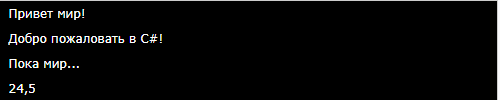 Привет мир!
Добро пожаловать в C#!
Пока мир...
24,5